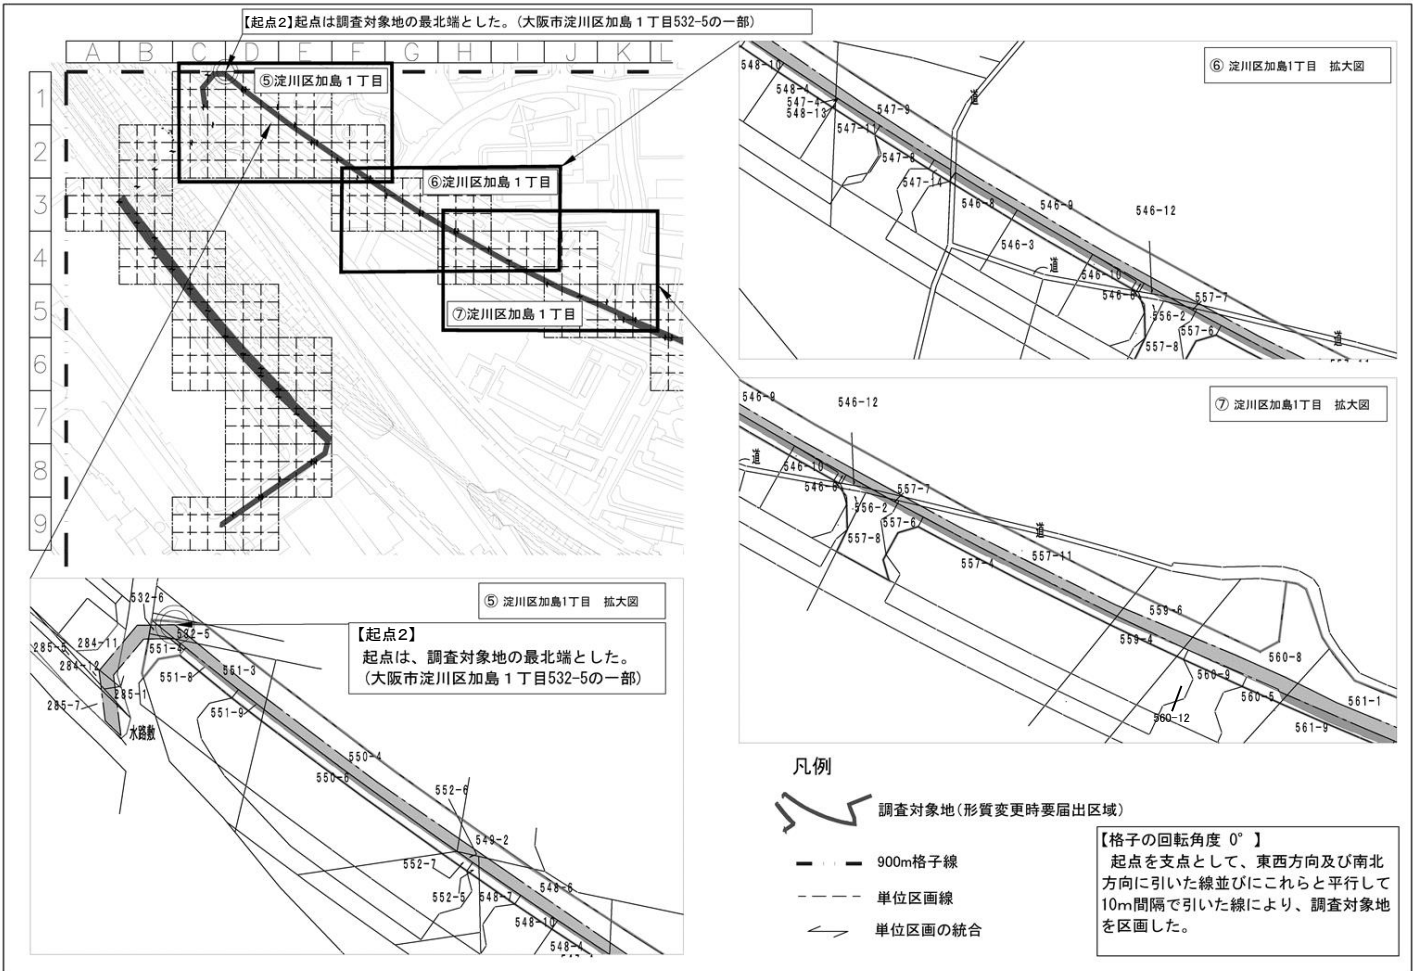 【起点2】起点は調査対象地の最北端とした。(大阪市淀川区加島1丁目532-5の一部)
A B C D E F G H I J K L
1
2
3
4
5
6
7
8
9
⑤淀川区加島1丁目
⑥淀川区加島1丁目
⑦淀川区加島1丁目
⑥ 淀川区加島1丁目 拡大図
548-10
548-4
547-4
548-13
547-9
547-11
547-8
547-14
道
546-8
546-9
546-12
546-3
道
546-10
557-7
556-2
557-6
557-8
道
⑦ 淀川区加島1丁目 拡大図
546-9
546-12
道
546-10
557-7
556-2
557-6
557-8
道
557-11
557-4
559-6
559-4
560-8
560-9
560-5
560-12
561-1
561-9
⑤ 淀川区加島1丁目 拡大図
【起点2】
起点は、調査対象地の最北端とした。
(大阪市淀川区加島1丁目532-5の一部)
532-6
532-5
284-11
285-5
551-4
284-12
551-3
551-8
285-1
285-7
551-9
水路敷
550-4
550-6
552-6
549-2
552-7
552-5
548-7
548-6
548-10
548-4
凡例
調査対象地(形質変更時要届出区域)
900m格子線
単位区画線
単位区画の統合
【格子の回転角度 0°】
起点を支点として、東西方向及び南北
方向に引いた線並びにこれらと平行して
10m間隔で引いた線により、調査対象地
を区画した。